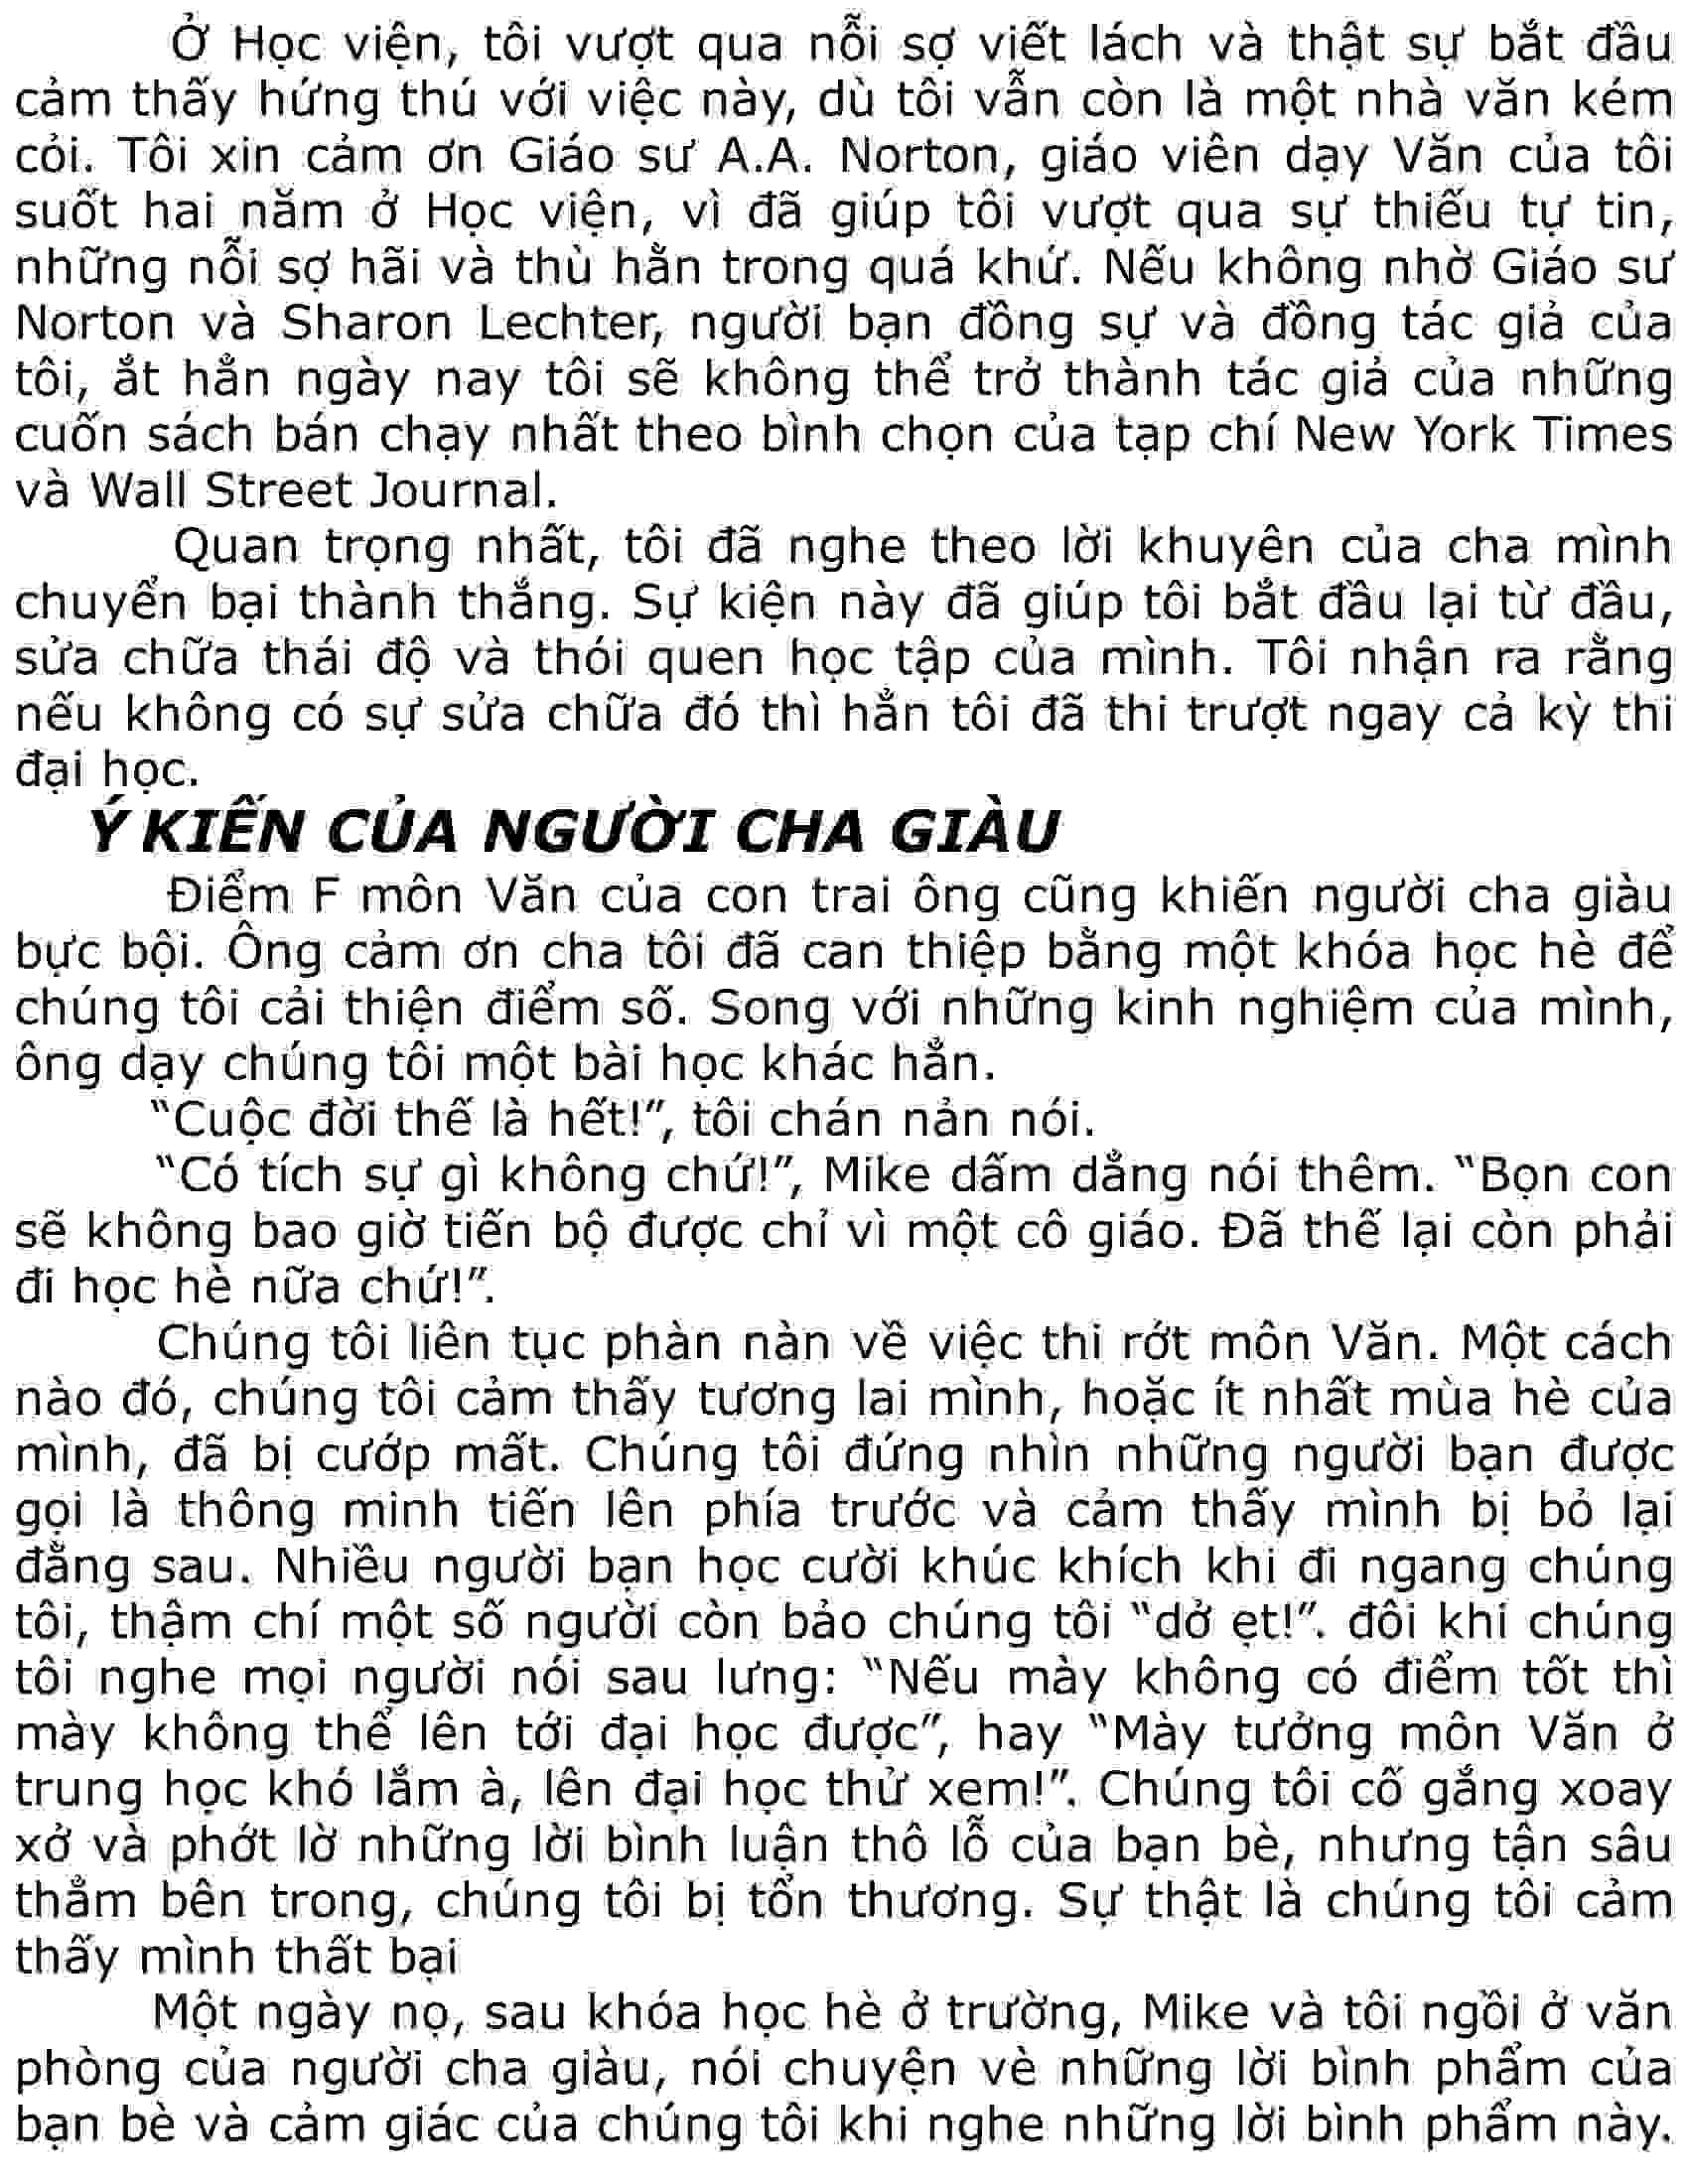 Ở Học viện, tôi vượt qua nỗi sợ viết lách và thật sự bắt đầu
cảm thấy hứng thú với việc này, dù tôi vẫn còn là một nhà văn kém
cỏi. Tôi xin cảm ơn Giáo sư A.A. Norton, giáo viên dạy Văn của tôi
suốt hai năm ở Học viện, vì đã giúp tôi vượt qua sự thiếu tự tin,
những nỗi sợ hãi và thù hằn trong quá khứ. Nếu không nhờ Giáo sư
Norton và Sharon Lechter, người bạn đồng sự và đồng tác giả của
tôi, ắt hẳn ngày nay tôi sẽ không thể trở thành tác giả của những
cuốn sách bán chạy nhất theo bình chọn của tạp chí New York Times
và Wall Street Journal.
Quan trọng nhất, tôi đã nghe theo lời khuyên của cha mình
chuyển bại thành thắng. Sự kiện này đã giúp tôi bắt đầu lại từ đầu,
sửa chữa thái độ và thói quen học tập của mình. Tôi nhận ra rằng
nếu không có sự sửa chữa đó thì hẳn tôi đã thi trượt ngay cả kỳ thi
đại học.
Ý KIẾN CỦA NGƯỜI CHA GIÀU
Điểm F môn Văn của con trai ông cũng khiến người cha giàu
bực bội. Ông cảm ơn cha tôi đã can thiệp bằng một khóa học hè để
chúng tôi cải thiện điểm số. Song với những kinh nghiệm của mình,
ông dạy chúng tôi một bài học khác hẳn.
“Cuộc đời thế là hết!”, tôi chán nản nói.
“Có tích sự gì không chứ!”, Mike dấm dẳng nói thêm. “Bọn con
sẽ không bao giờ tiến bộ được chỉ vì một cô giáo. Đã thế lại còn phải
đi học hè nữa chứ!”.
Chúng tôi liên tục phàn nàn về việc thi rớt môn Văn. Một cách
nào đó, chúng tôi cảm thấy tương lai mình, hoặc ít nhất mùa hè của
mình, đã bị cướp mất. Chúng tôi đứng nhìn những người bạn được
gọi là thông minh tiến lên phía trước và cảm thấy mình bị bỏ lại
đằng sau. Nhiều người bạn học cười khúc khích khi đi ngang chúng
tôi, thậm chí một số người còn bảo chúng tôi “dở ẹt!”. đôi khi chúng
tôi nghe mọi người nói sau lưng: “Nếu mày không có điểm tốt thì
mày không thể lên tới đại học được”, hay “Mày tưởng môn Văn ở
trung học khó lắm à, lên đại học thử xem!”. Chúng tôi cố gắng xoay
xở và phớt lờ những lời bình luận thô lỗ của bạn bè, nhưng tận sâu
thẳm bên trong, chúng tôi bị tổn thương. Sự thật là chúng tôi cảm
thấy mình thất bại
Một ngày nọ, sau khóa học hè ở trường, Mike và tôi ngồi ở văn
phòng của người cha giàu, nói chuyện vè những lời bình phẩm của
bạn bè và cảm giác của chúng tôi khi nghe những lời bình phẩm này.